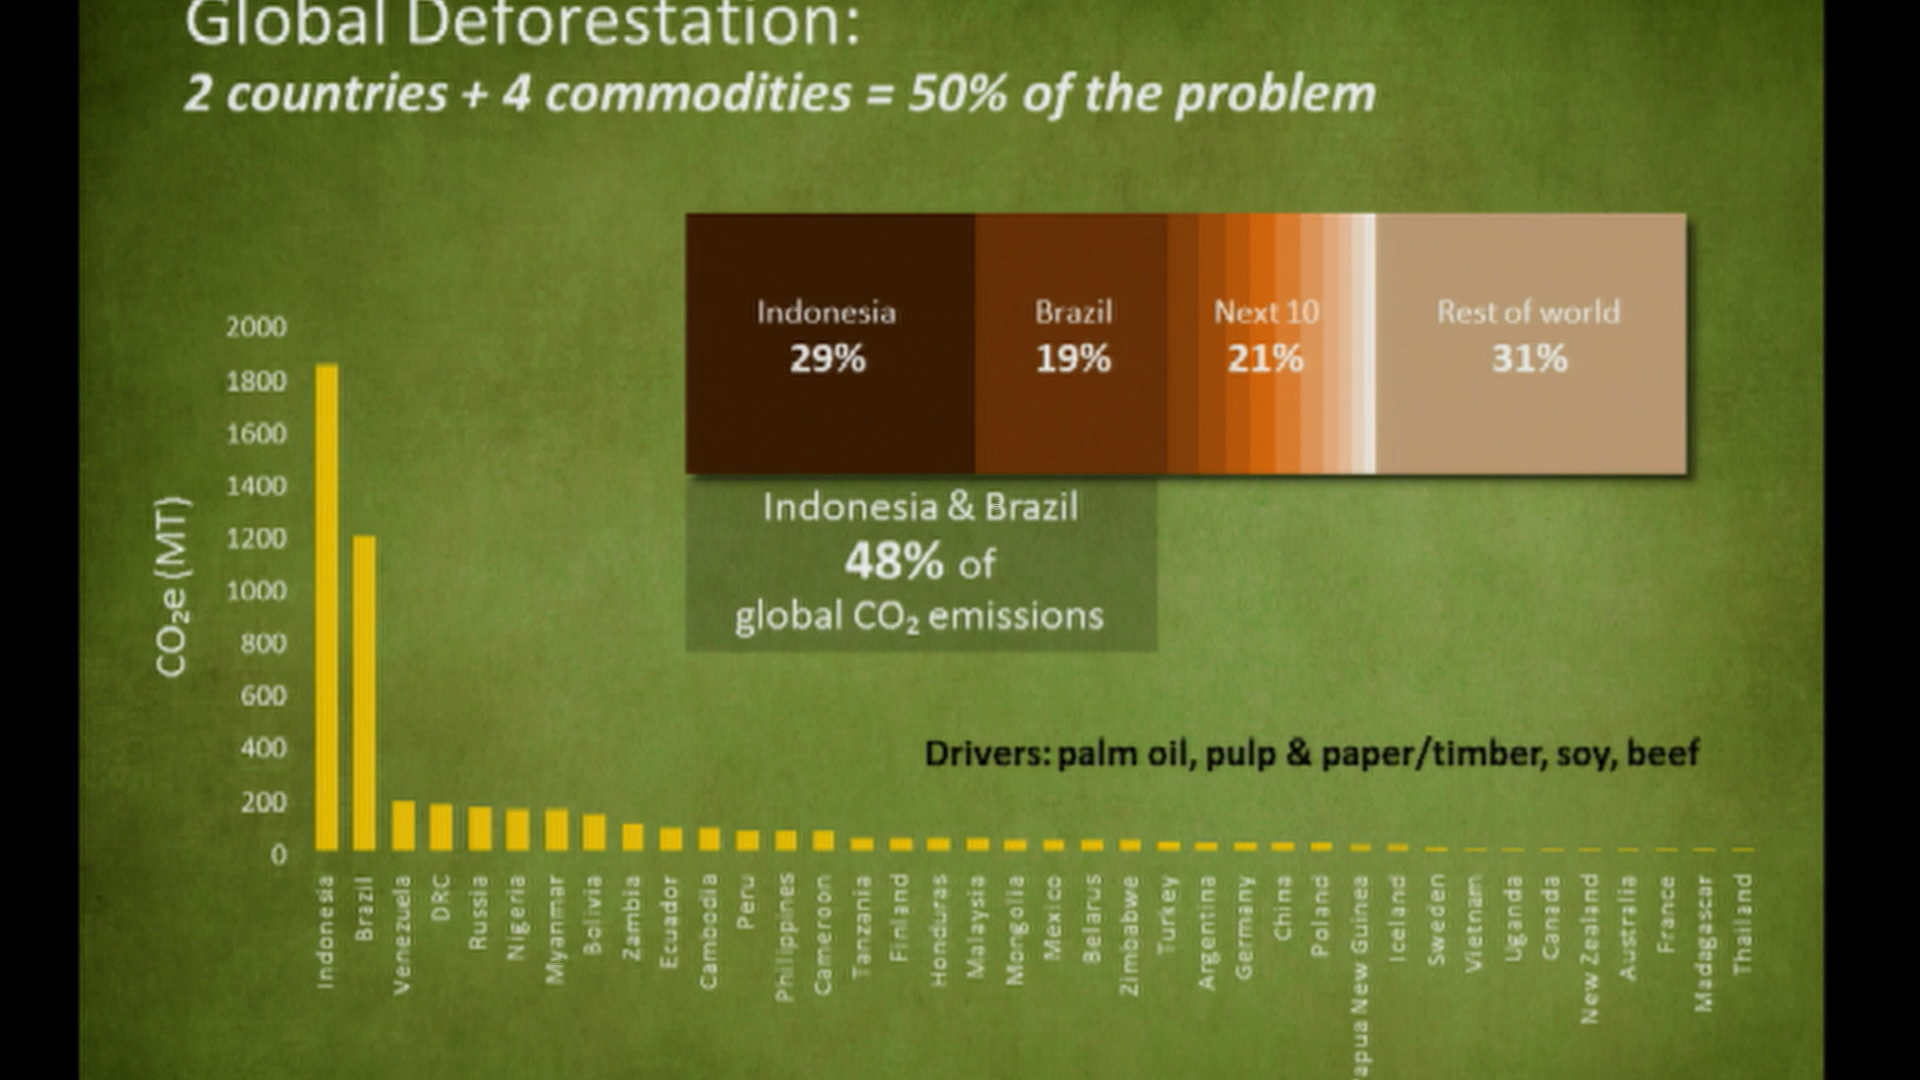 Global Deforestation:
2 countries + 4 commodities = 50% of the problem
Indonesia
29%
Brazil
19%
Next 10
21%
Rest of world
31%
Indonesia & Brazil
48% of
global CO₂ emissions
Drivers: palm oil, pulp & paper/timber, soy, beef
CO₂e (MT)
2000
1800
1600
1400
1200
1000
800
600
400
200
0
Indonesia
Brazil
Venezuela
DRC
Russia
Nigeria
Myanmar
Bolivia
Zambia
Ecuador
Cambodia
Peru
Philippines
Cameroon
Tanzania
Finland
Honduras
Malaysia
Mongolia
Mexico
Belarus
Zimbabwe
Turkey
Argentina
Germany
China
Poland
apua New Guinea
Iceland
Sweden
Vietnam
Uganda
Canada
New Zealand
Australia
France
Madagascar
Thailand